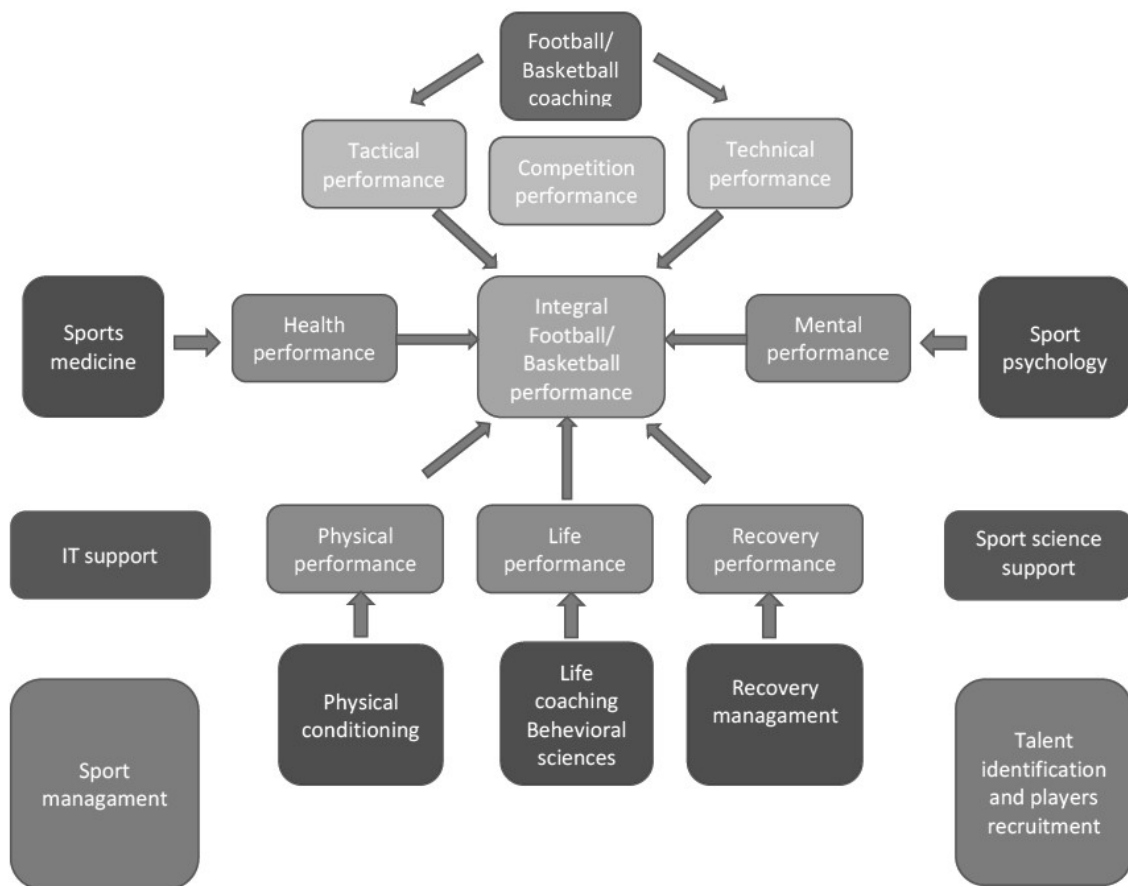 Football/
Basketball
coaching
Tactical
performance
Competition
performance
Technical
performance
Sports
medicine
Health
performance
Integral
Football/
Basketball
performance
Mental
performance
Sport
psychology
IT support
Physical
performance
Life
performance
Recovery
performance
Sport science
support
Physical
conditioning
Life
coaching
Behevioral
sciences
Recovery
managament
Sport
managament
Talent
identification
and players
recruitment